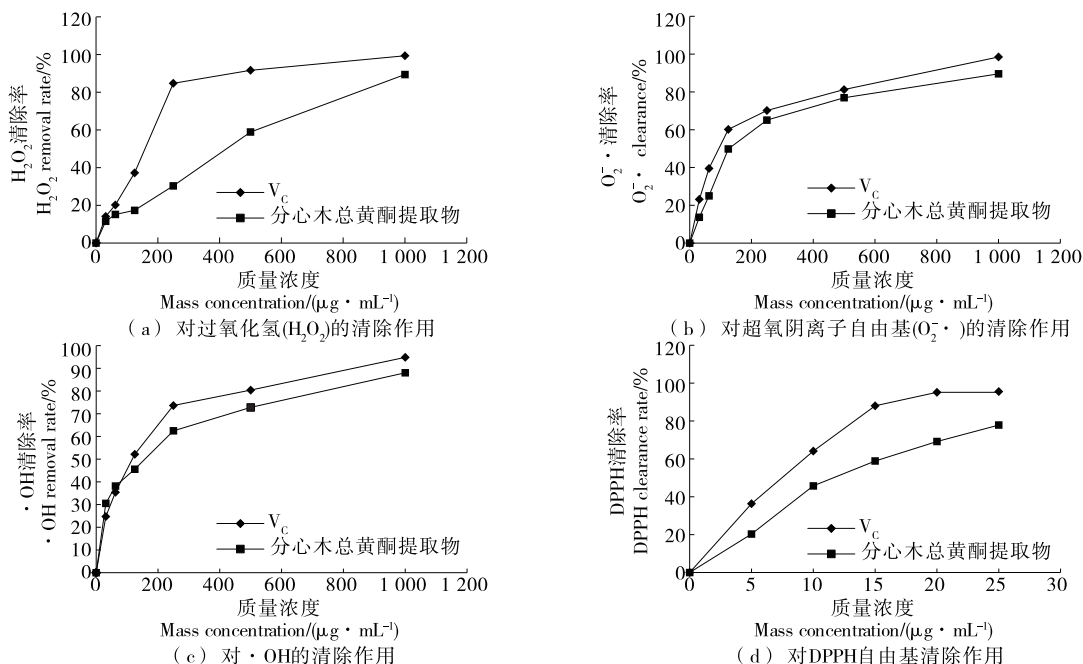 120
100
80
60
40
20
0
H₂O₂清除率
H₂O₂ removal rate/%
V_C
分心木总黄酮提取物
0 200 400 600 800 1 000 1 200
质量浓度
Mass concentration/(μg·mL⁻¹)
(a) 对过氧化氢(H₂O₂)的清除作用
120
100
80
60
40
20
0
O₂⁻·清除率
O₂⁻· clearance/%
V_C
分心木总黄酮提取物
0 200 400 600 800 1 000 1 200
质量浓度
Mass concentration/(μg·mL⁻¹)
(b) 对超氧阴离子自由基(O₂⁻·)的清除作用
100
90
80
70
60
50
40
30
20
10
0
·OH清除率
·OH removal rate/%
V_C
分心木总黄酮提取物
0 200 400 600 800 1 000 1 200
质量浓度
Mass concentration/(μg·mL⁻¹)
(c) 对·OH的清除作用
120
100
80
60
40
20
0
DPPH清除率
DPPH clearance rate/%
V_C
分心木总黄酮提取物
0 5 10 15 20 25 30
质量浓度
Mass concentration/(μg·mL⁻¹)
(d) 对DPPH自由基清除作用